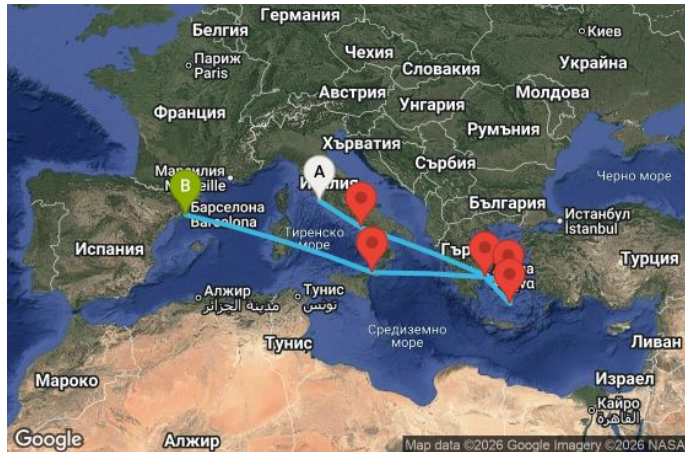 Германия
Белгия
Киев
Париж
Paris
Чехия
Словакия
Украйна
Австрия
Унгария
Молдова
Франция
Румъния
Хърватия
Сърбия
Черно море
A
Италия
Марсилия
B
България
Барселона
Barcelona
Истанбул
İstanbul
Тиренско
море
Испания
Турция
Алжир
مدينة الجزائر
Тунис
تونس
Средиземно
море
Тунис
Ливан
Мароко
Израел
Кайро
القاهرة
Алжир
Google
Map data ©2026 Google Imagery ©2026 NASA